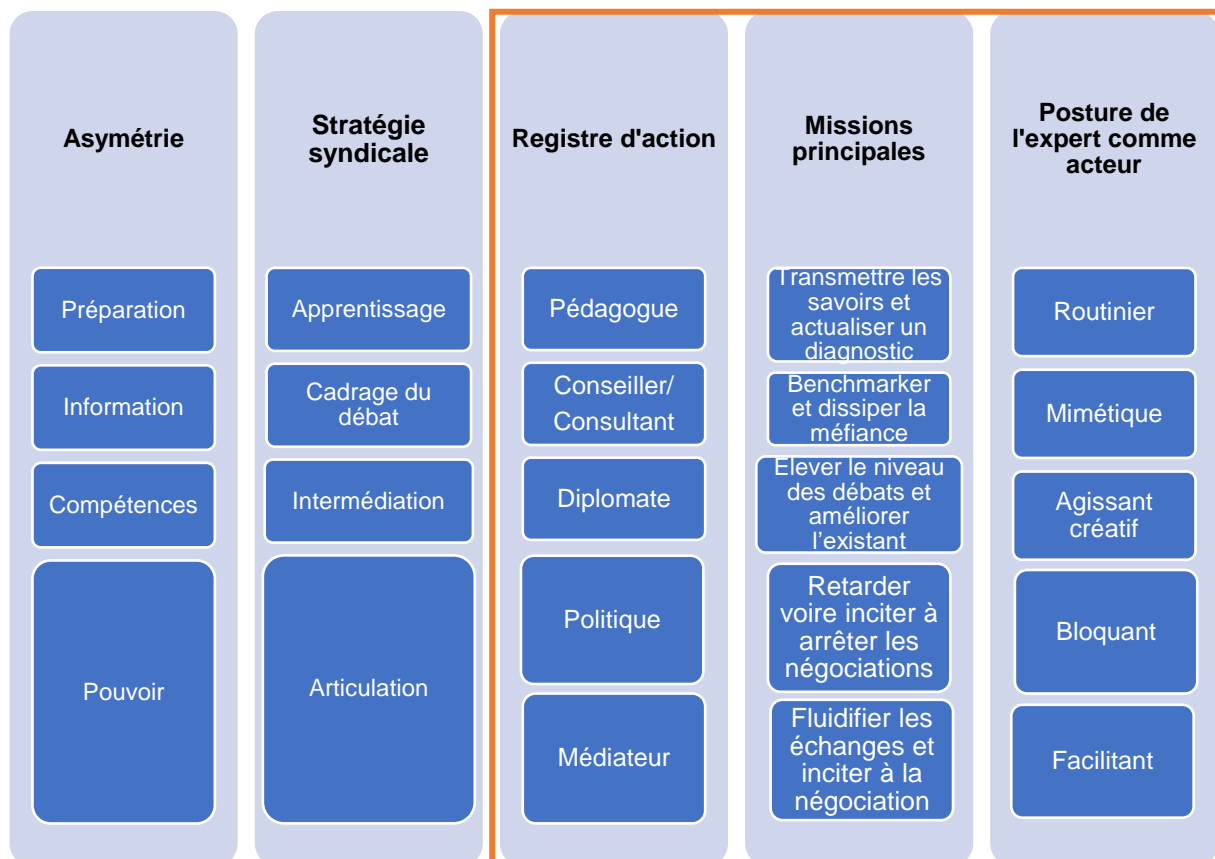 Asymétrie
Préparation
Information
Compétences
Pouvoir
Stratégie
syndicale
Apprentissage
Cadrage du
débat
Intermédiation
Articulation
Registre d'action
Pédagogue
Conseiller/
Consultant
Diplomate
Politique
Médiateur
Missions
principales
Transmettre les
savoirs et
actualiser un
diagnostic
Benchmarker
et dissiper la
méfiance
Elever le niveau
des débats et
améliorer
l’existant
Retarder
voire inciter à
arrêter les
négociations
Fluidifier les
échanges et
inciter à la
négociation
Posture de
l'expert comme
acteur
Routinier
Mimétique
Agissant
créatif
Bloquant
Facilitant